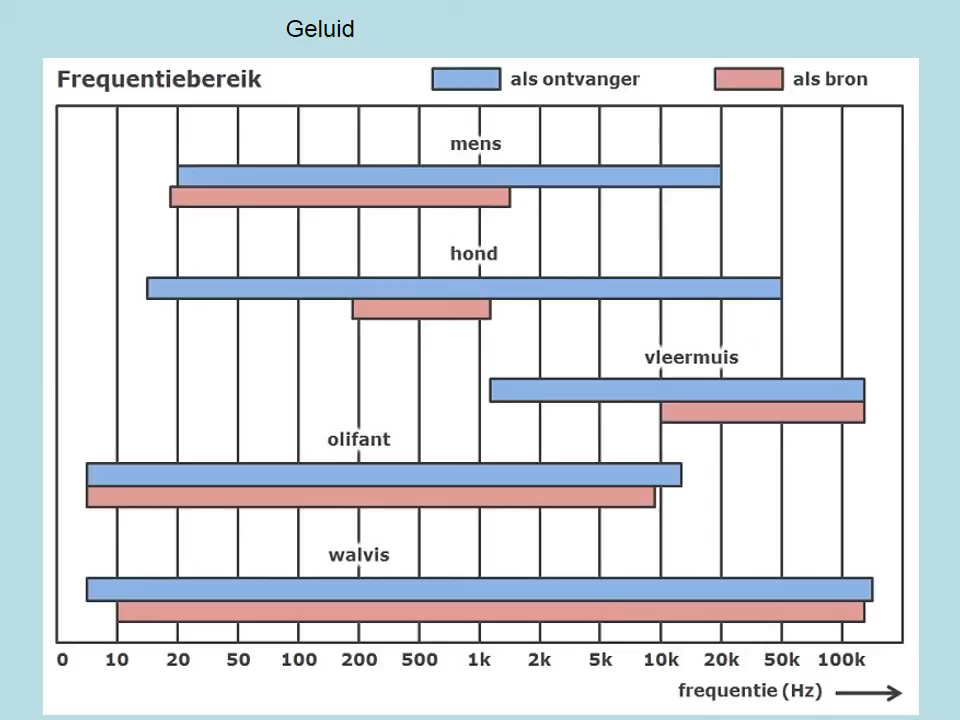 Geluid
Frequentiebereik als ontvanger als bron
mens
hond
vleermuis
olifant
walvis
0 10 20 50 100 200 500 1k 2k 5k 10k 20k 50k 100k
frequentie (Hz)